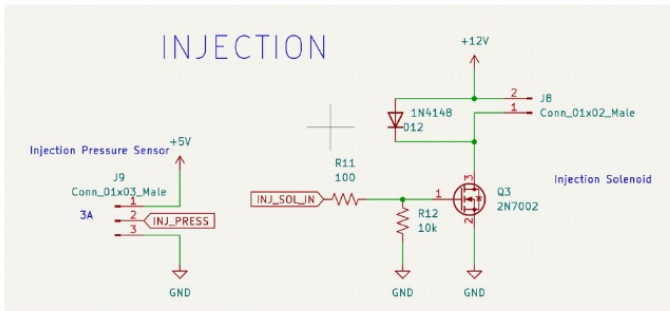 INJECTION
+12V
2
J8
1
Conn_01x02_Male
1N4148
D12
Injection Pressure Sensor
+5V
J9
Conn_01x03_Male
1
3A
2
INJ_PRESS
3
GND
R11
100
INJ_SOL_IN
R12
10k
1
3
2
Q3
2N7002
Injection Solenoid
GND
GND